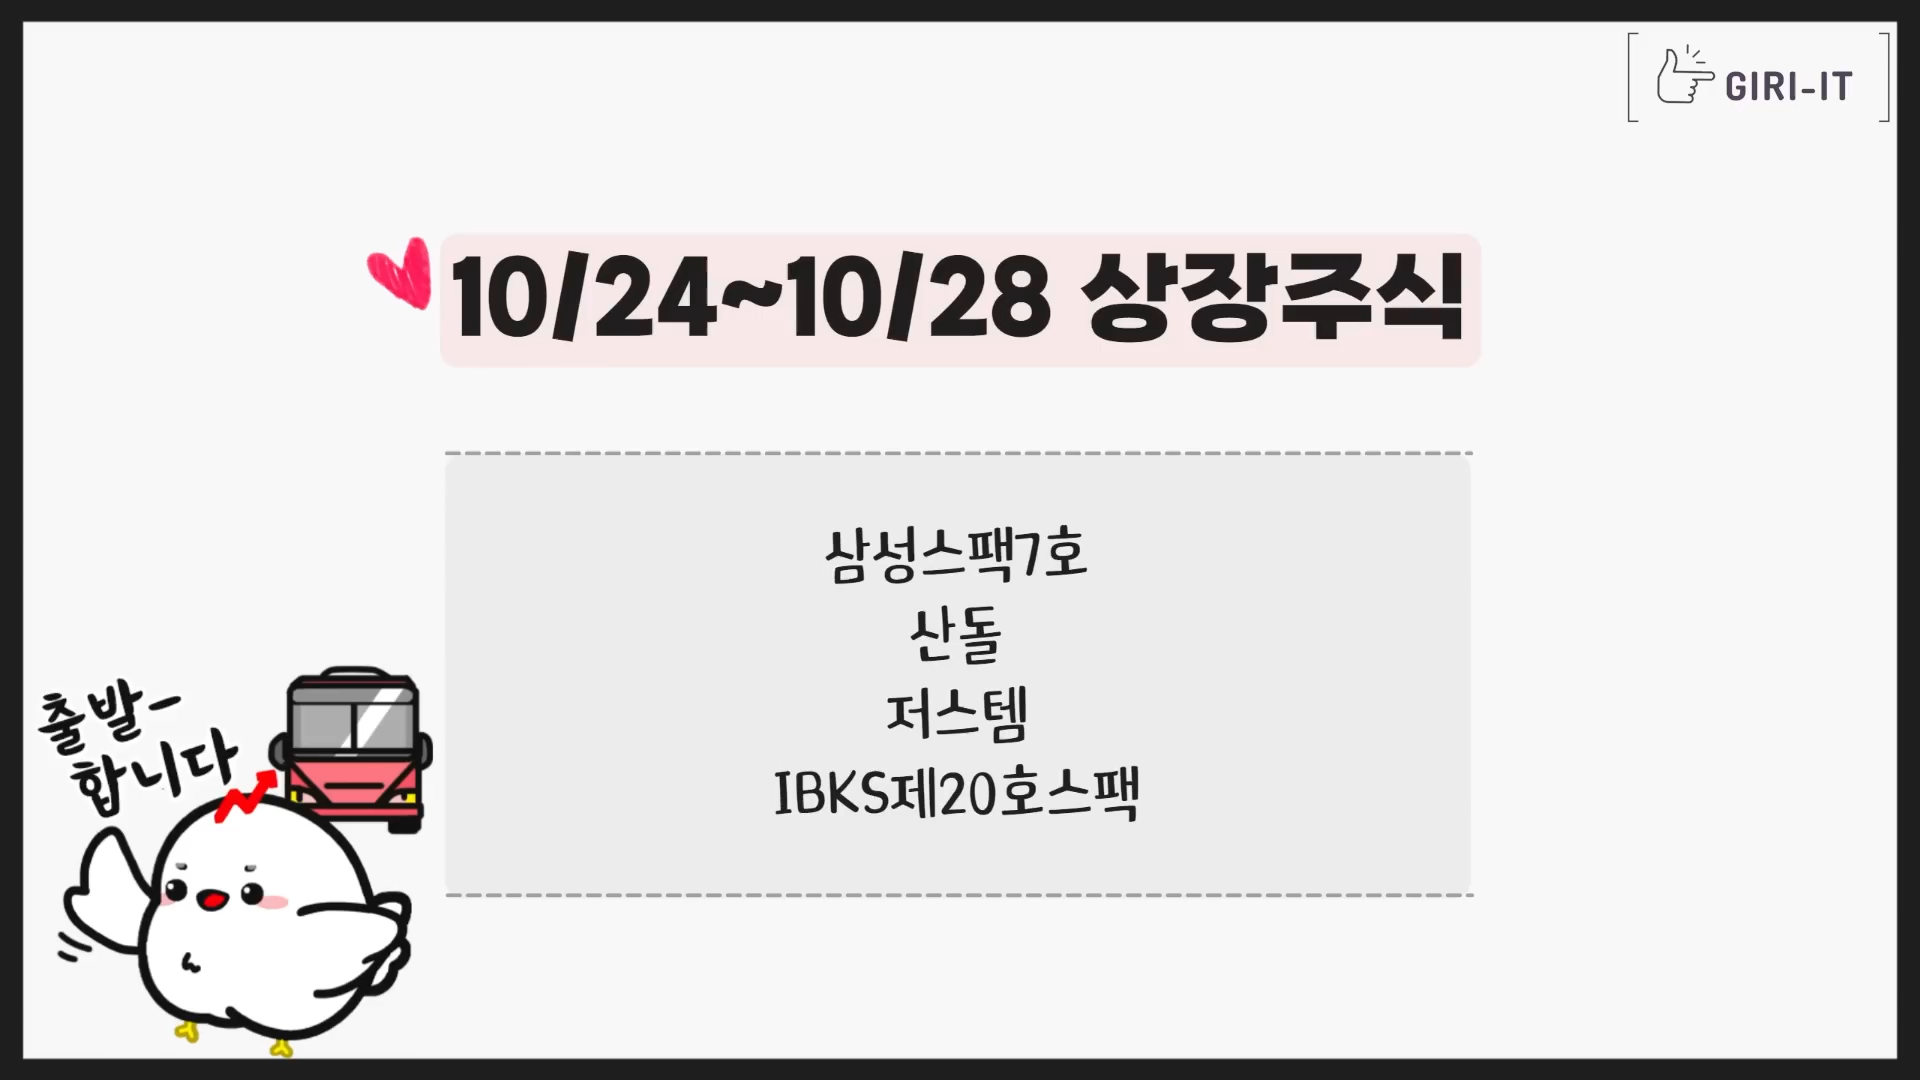 GIRI-IT
10/24~10/28 상장주식
삼성스팩7호
산돌
저스템
IBKS제20호스팩
출발-
합니다